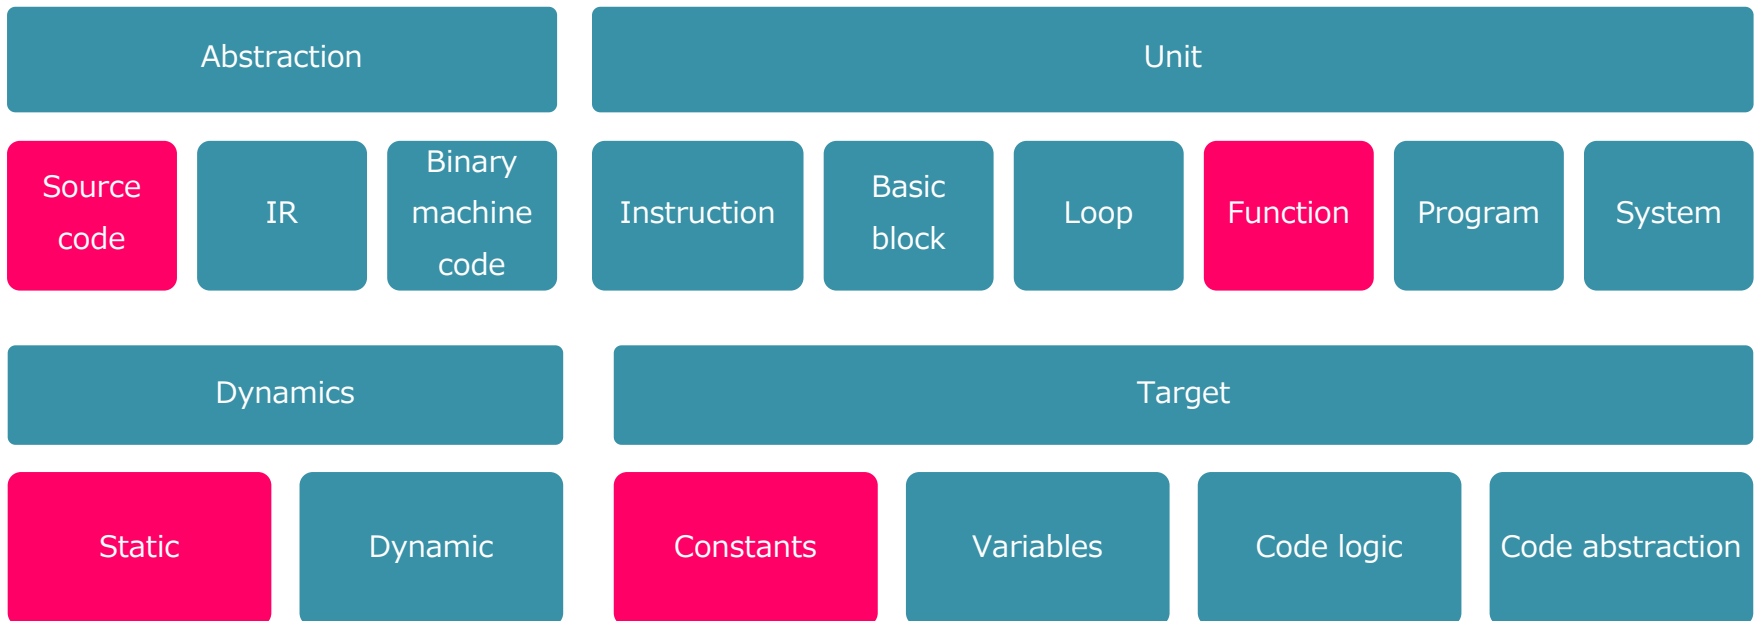 Abstraction
Unit
Source
code
IR
Binary
machine
code
Instruction
Basic
block
Loop
Function
Program
System
Dynamics
Target
Static
Dynamic
Constants
Variables
Code logic
Code abstraction